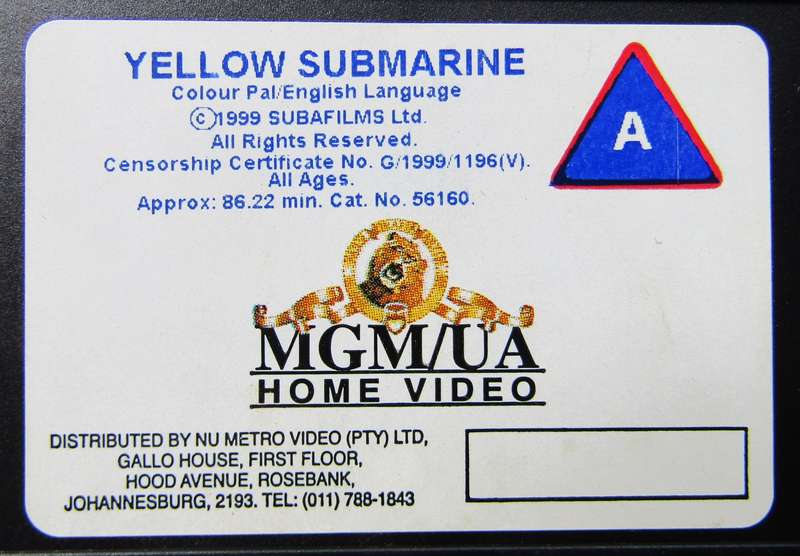 YELLOW SUBMARINE
Colour Pal/English Language
©1999 SUBAFILMS Ltd.
All Rights Reserved.
Censorship Certificate No. G/1999/1196(V).
All Ages.
Approx: 86.22 min. Cat. No. 56160.
A
MGM/UA
HOME VIDEO
DISTRIBUTED BY NU METRO VIDEO (PTY) LTD,
GALLO HOUSE, FIRST FLOOR,
HOOD AVENUE, ROSEBANK,
JOHANNESBURG, 2193. TEL: (011) 788-1843